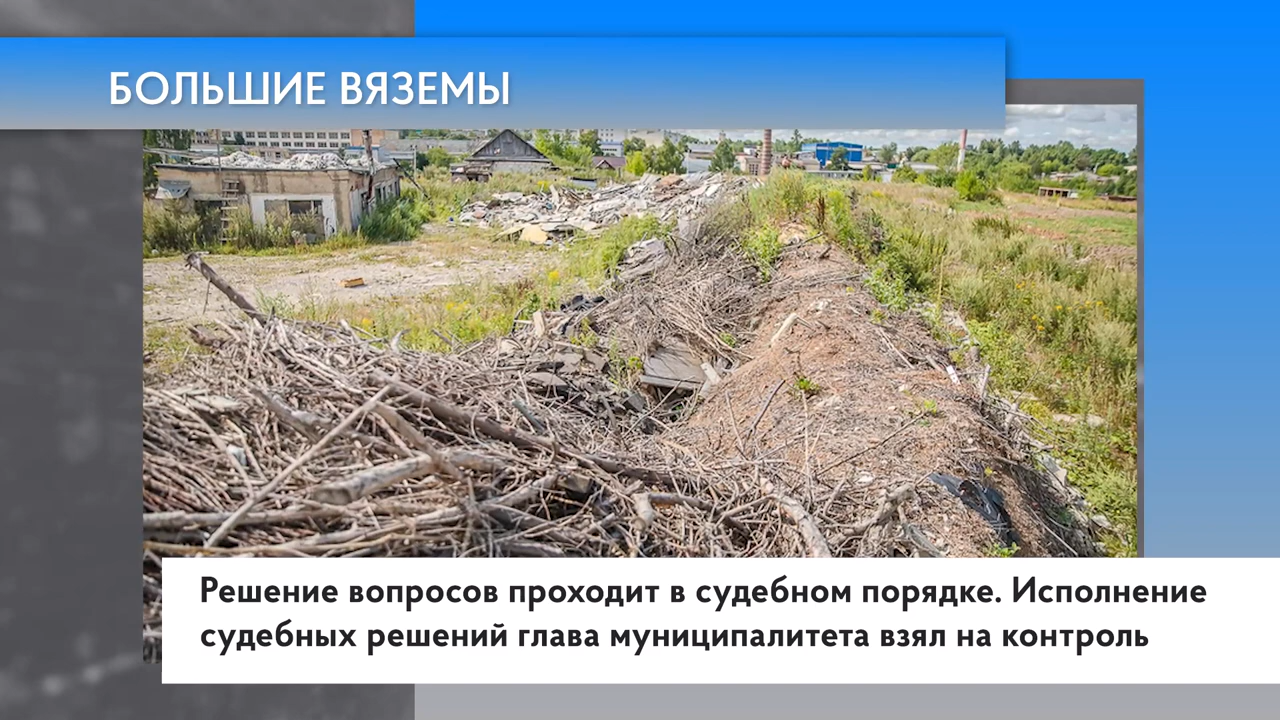 БОЛЬШИЕ ВЯЗЕМЫ
Решение вопросов проходит в судебном порядке. Исполнение
судебных решений глава муниципалитета взял на контроль